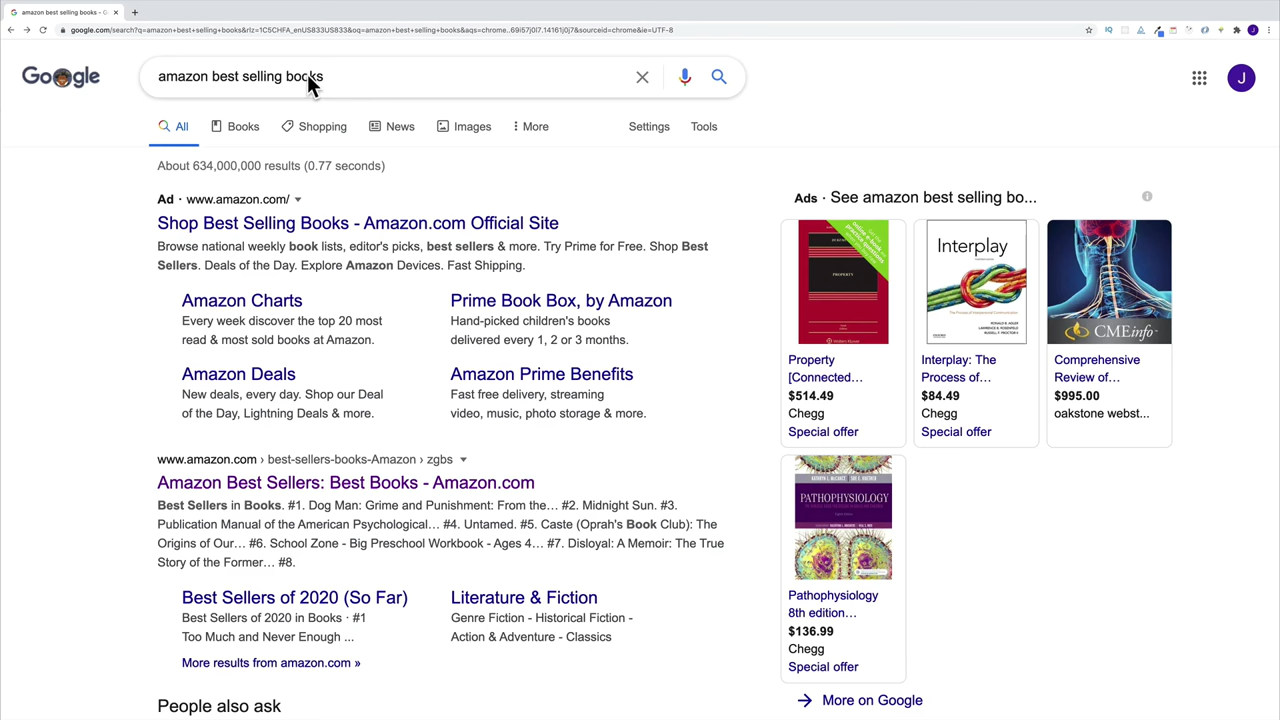 amazon best selling books - G
google.com/search?q=amazon+best+selling+books&rlz=1C5CHFA_enUS833US833&oq=amazon+best+selling+books&aqs=chrome..69i57j0l7.14161j0j7&sourceid=chrome&ie=UTF-8
Google
amazon best selling books
J
All
Books
Shopping
News
Images
More
Settings
Tools
About 634,000,000 results (0.77 seconds)
Ad · www.amazon.com/
Shop Best Selling Books - Amazon.com Official Site
Browse national weekly book lists, editor's picks, best sellers & more. Try Prime for Free. Shop Best
Sellers. Deals of the Day. Explore Amazon Devices. Fast Shipping.
Amazon Charts
Every week discover the top 20 most
read & most sold books at Amazon.
Prime Book Box, by Amazon
Hand-picked children's books
delivered every 1, 2 or 3 months.
Amazon Deals
New deals, every day. Shop our Deal
of the Day, Lightning Deals & more.
Amazon Prime Benefits
Fast free delivery, streaming
video, music, photo storage & more.
www.amazon.com › best-sellers-books-Amazon › zgbs
Amazon Best Sellers: Best Books - Amazon.com
Best Sellers in Books. #1. Dog Man: Grime and Punishment: From the... #2. Midnight Sun. #3.
Publication Manual of the American Psychological... #4. Untamed. #5. Caste (Oprah's Book Club): The
Origins of Our... #6. School Zone - Big Preschool Workbook - Ages 4... #7. Disloyal: A Memoir: The True
Story of the Former... #8.
Best Sellers of 2020 (So Far)
Best Sellers of 2020 in Books · #1
Too Much and Never Enough ...
Literature & Fiction
Genre Fiction - Historical Fiction -
Action & Adventure - Classics
More results from amazon.com »
People also ask
Ads · See amazon best selling bo...
PROPERTY
Property
[Connected...
$514.49
Chegg
Special offer
Interplay
Interplay: The
Process of...
$84.49
Chegg
Special offer
CMEinfo
Comprehensive
Review of...
$995.00
oakstone webst...
PATHOPHYSIOLOGY
Pathophysiology
8th edition...
$136.99
Chegg
Special offer
More on Google